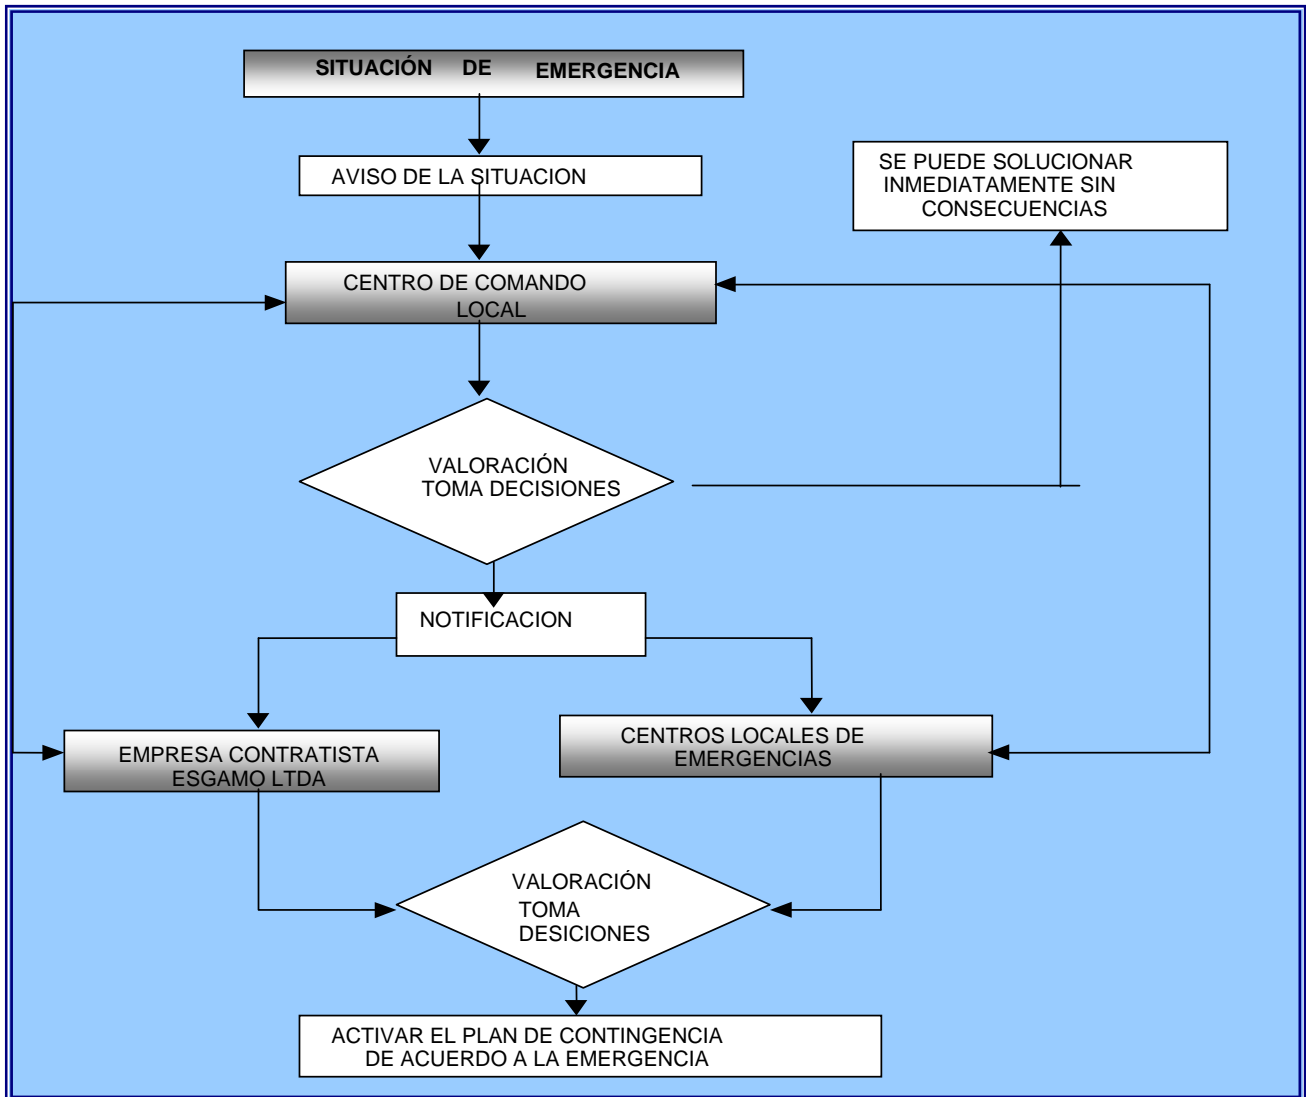 SITUACIÓN DE EMERGENCIA
AVISO DE LA SITUACION
SE PUEDE SOLUCIONAR
INMEDIATAMENTE SIN
CONSECUENCIAS
CENTRO DE COMANDO
LOCAL
VALORACIÓN
TOMA DECISIONES
NOTIFICACION
EMPRESA CONTRATISTA
ESGAMO LTDA
CENTROS LOCALES DE
EMERGENCIAS
VALORACIÓN
TOMA
DESICIONES
ACTIVAR EL PLAN DE CONTINGENCIA
DE ACUERDO A LA EMERGENCIA